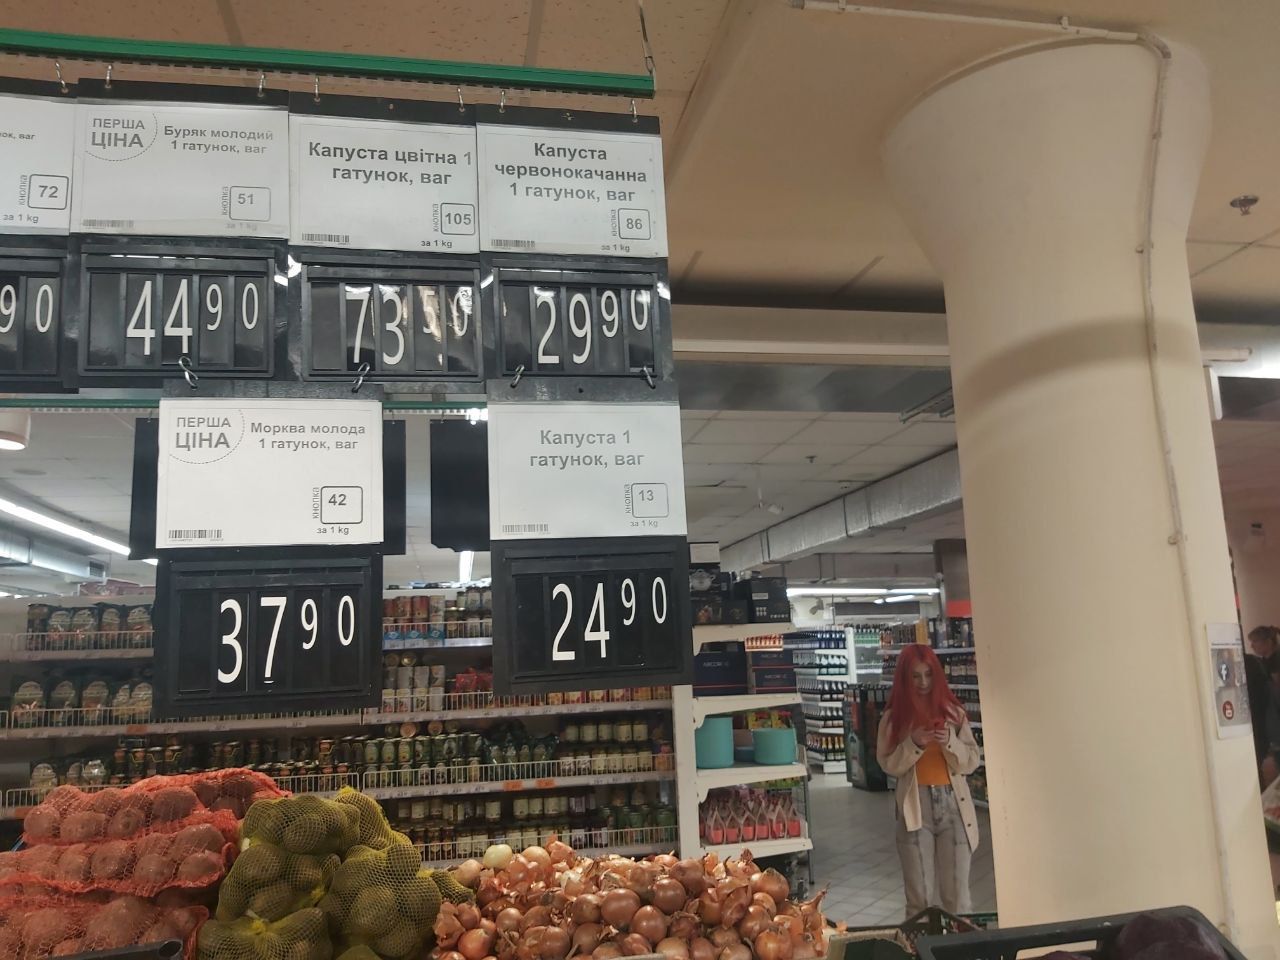 ок, ваг
72
за 1 kg
90
ПЕРША
ЦІНА
Буряк молодий
1 гатунок, ваг
кнопка
51
за 1 kg
44 90
Капуста цвітна 1
гатунок, ваг
кнопка
105
за 1 kg
73 50
Капуста
червонокачанна
1 гатунок, ваг
кнопка
86
за 1 kg
29 90
ПЕРША
ЦІНА
Морква молода
1 гатунок, ваг
кнопка
42
за 1 kg
37 90
Капуста 1
гатунок, ваг
кнопка
13
за 1 kg
24 90